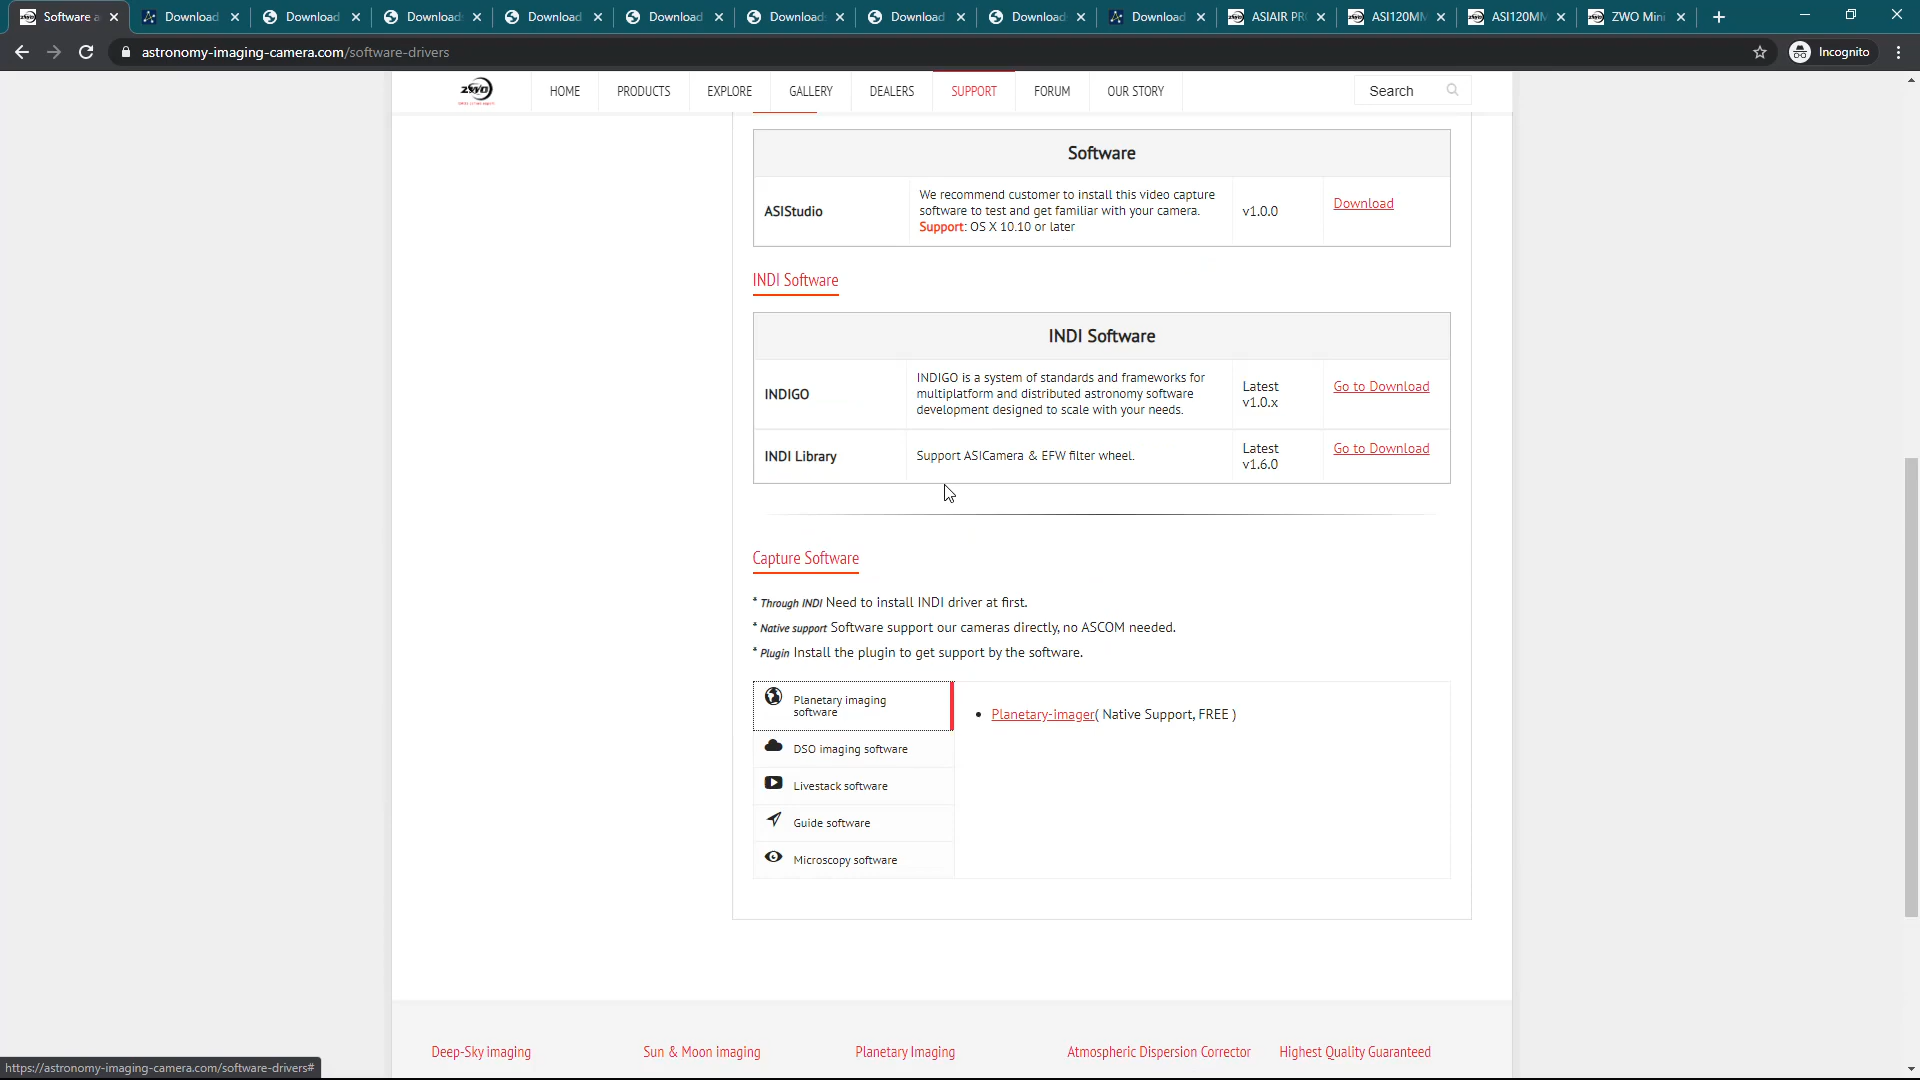 Software a
Download
Download
Download
Download
Download
Download
Download
Download
Download
ASIAIR PR
ASI120MM
ASI120MM
ZWO Mini
astronomy-imaging-camera.com/software-drivers
Incognito
ZWO
HOME
PRODUCTS
EXPLORE
GALLERY
DEALERS
SUPPORT
FORUM
OUR STORY
Search
Software
ASIStudio
We recommend customer to install this video capture
software to test and get familiar with your camera.
Support: OS X 10.10 or later
v1.0.0
Download
INDI Software
INDI Software
INDIGO
INDIGO is a system of standards and frameworks for
multiplatform and distributed astronomy software
development designed to scale with your needs.
Latest
v1.0.x
Go to Download
INDI Library
Support ASICamera & EFW filter wheel.
Latest
v1.6.0
Go to Download
Capture Software
* Through INDI Need to install INDI driver at first.
* Native support Software support our cameras directly, no ASCOM needed.
* Plugin Install the plugin to get support by the software.
Planetary imaging
software
DSO imaging software
Livestack software
Guide software
Microscopy software
• Planetary-imager( Native Support, FREE )
Deep-Sky imaging
Sun & Moon imaging
Planetary Imaging
Atmospheric Dispersion Corrector
Highest Quality Guaranteed
https://astronomy-imaging-camera.com/software-drivers#